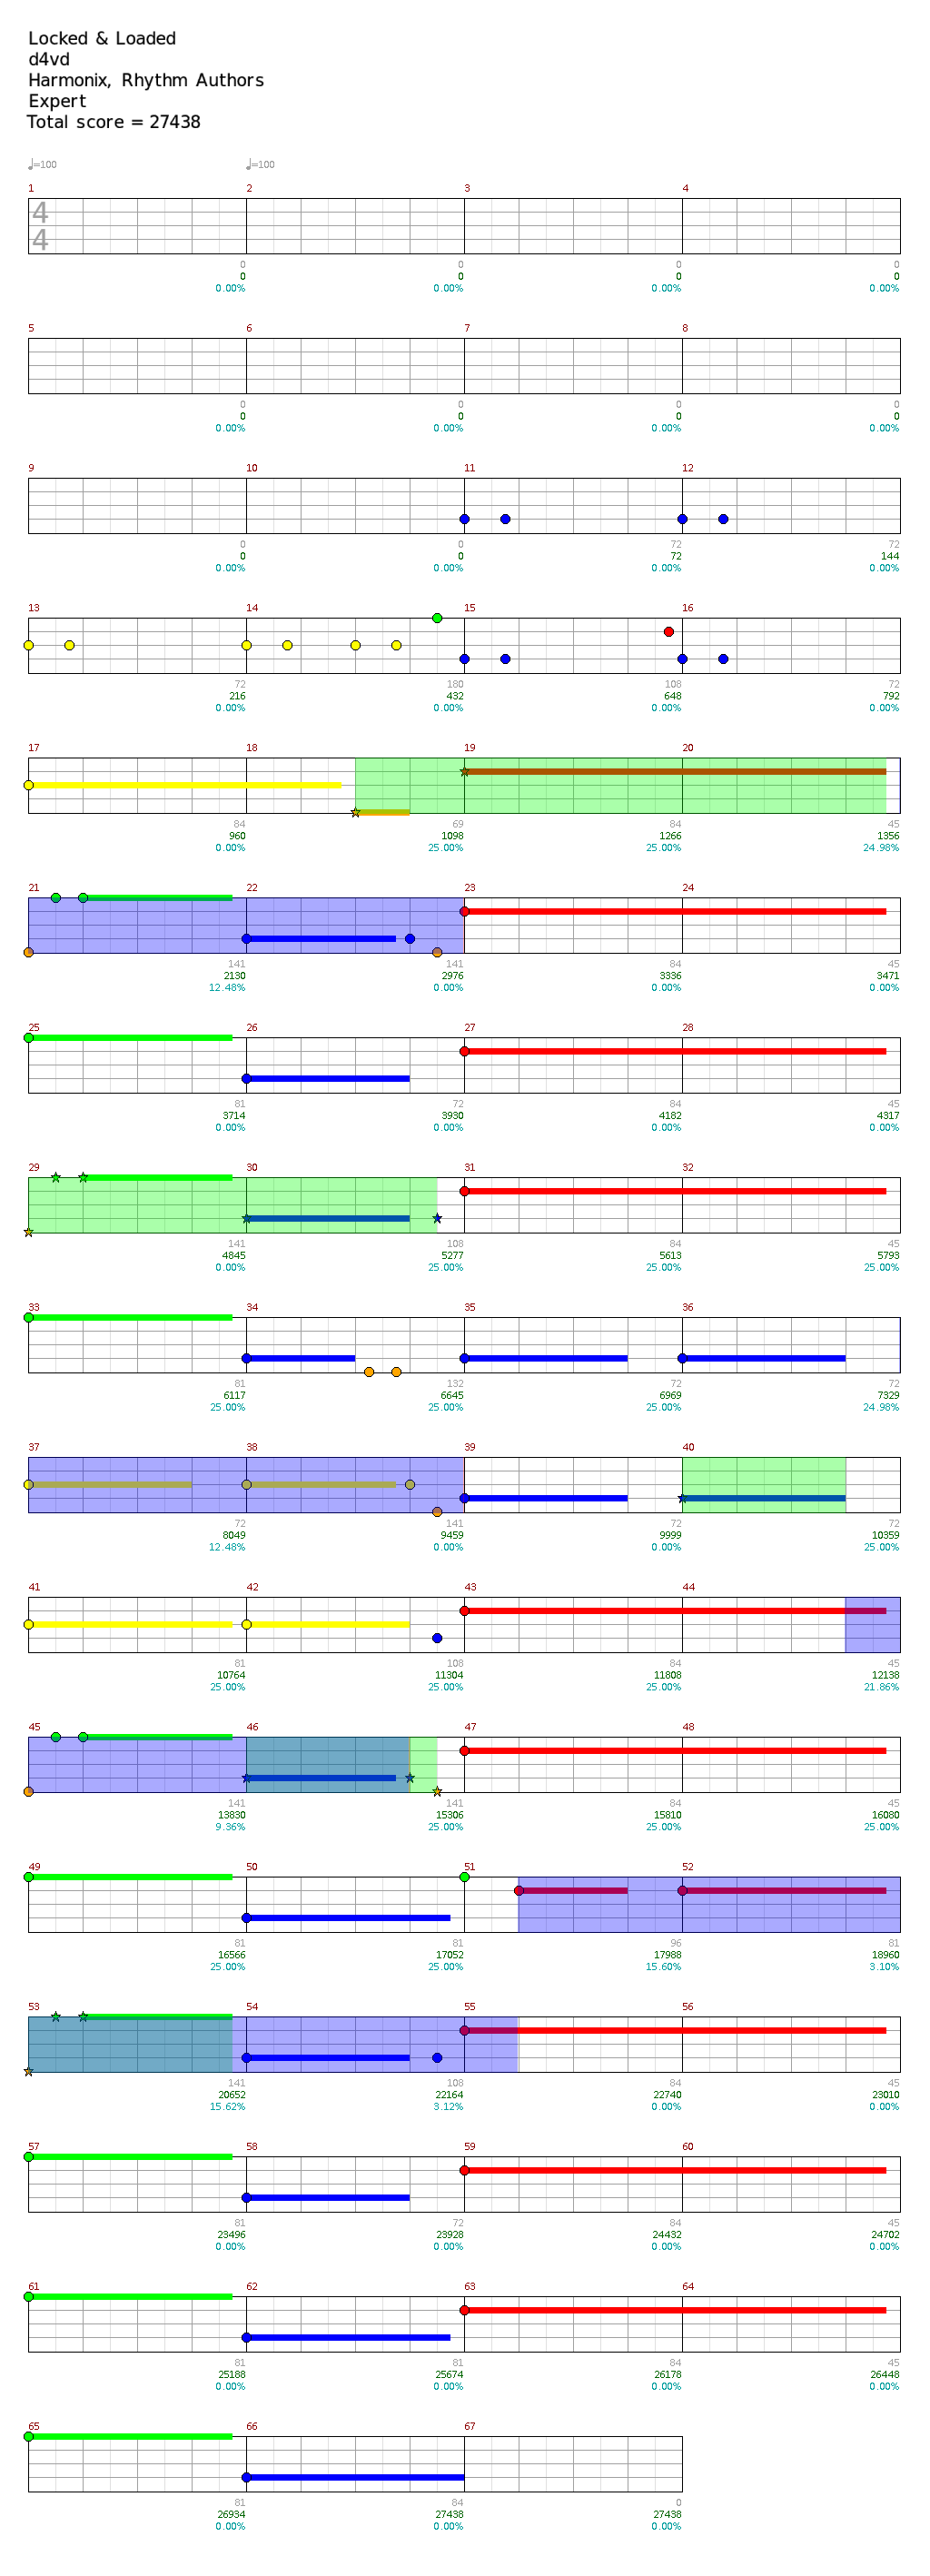 Locked & Loaded
d4vd
Harmonix, Rhythm Authors
Expert
Total score = 27438
♩=100 ♩=100
1 2 3 4
4
4
0 0 0 0
0 0 0 0
0.00% 0.00% 0.00% 0.00%
5 6 7 8
0 0 0 0
0 0 0 0
0.00% 0.00% 0.00% 0.00%
9 10 11 12
0 0 72 72
0 0 72 144
0.00% 0.00% 0.00% 0.00%
13 14 15 16
72 180 108 72
216 432 648 792
0.00% 0.00% 0.00% 0.00%
17 18 19 20
84 69 84 45
960 1098 1266 1356
0.00% 25.00% 25.00% 24.98%
21 22 23 24
141 141 84 45
2130 2976 3336 3471
12.48% 0.00% 0.00% 0.00%
25 26 27 28
81 72 84 45
3714 3930 4182 4317
0.00% 0.00% 0.00% 0.00%
29 30 31 32
141 108 84 45
4845 5277 5613 5793
0.00% 25.00% 25.00% 25.00%
33 34 35 36
81 132 72 72
6117 6645 6969 7329
25.00% 25.00% 25.00% 24.98%
37 38 39 40
72 141 72 72
8049 9459 9999 10359
12.48% 0.00% 0.00% 25.00%
41 42 43 44
81 108 84 45
10764 11304 11808 12138
25.00% 25.00% 25.00% 21.86%
45 46 47 48
141 141 84 45
13830 15306 15810 16080
9.36% 25.00% 25.00% 25.00%
49 50 51 52
81 81 96 81
16566 17052 17988 18960
25.00% 25.00% 15.60% 3.10%
53 54 55 56
141 108 84 45
20652 22164 22740 23010
15.62% 3.12% 0.00% 0.00%
57 58 59 60
81 72 84 45
23496 23928 24432 24702
0.00% 0.00% 0.00% 0.00%
61 62 63 64
81 81 84 45
25188 25674 26178 26448
0.00% 0.00% 0.00% 0.00%
65 66 67
81 84 0
26934 27438 27438
0.00% 0.00% 0.00%